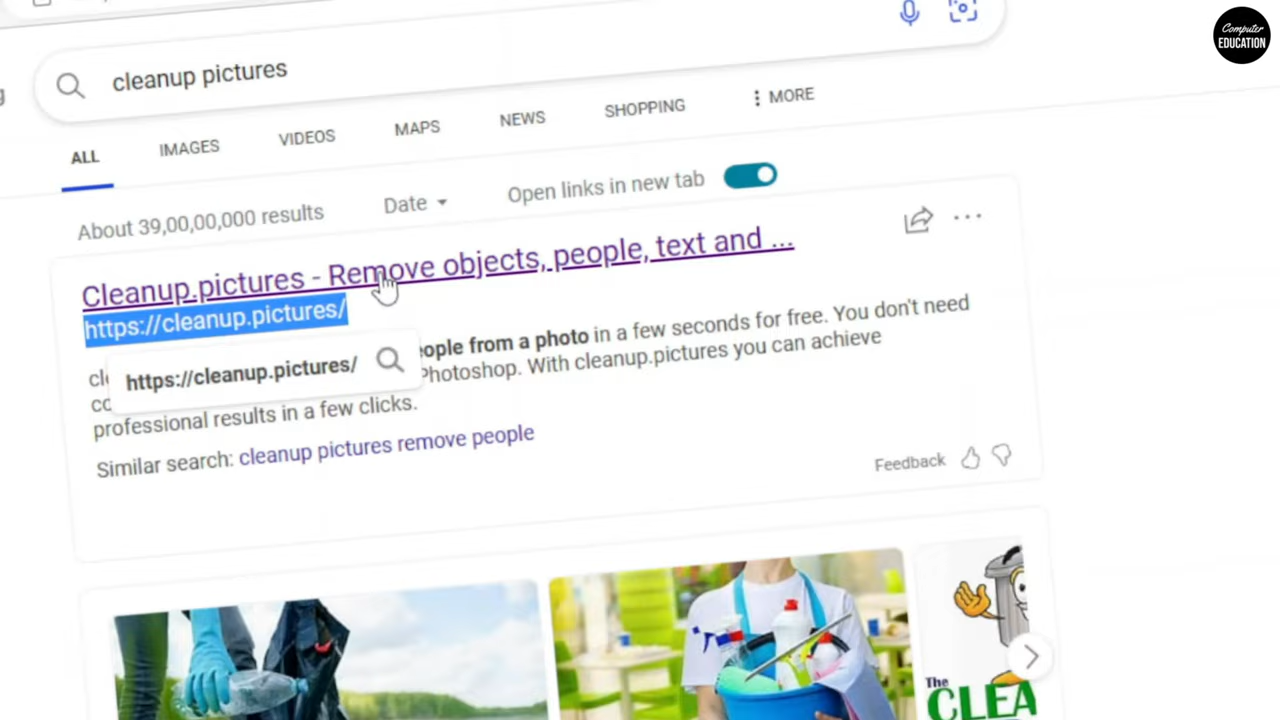 Computer
EDUCATION
cleanup pictures
ALL IMAGES VIDEOS MAPS NEWS SHOPPING MORE
About 39,00,00,000 results Date Open links in new tab
Cleanup.pictures - Remove objects, people, text and ...
https://cleanup.pictures/
https://cleanup.pictures/
people from a photo in a few seconds for free. You don't need
Photoshop. With cleanup.pictures you can achieve
professional results in a few clicks.
Similar search: cleanup pictures remove people
Feedback
The
CLEA